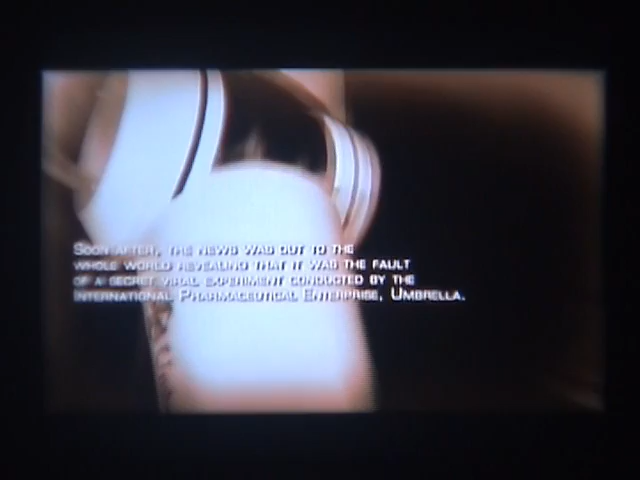 Soon after, the news was out to the
whole world revealing that it was the fault
of a secret viral experiment conducted by the
International Pharmaceutical Enterprise, Umbrella.